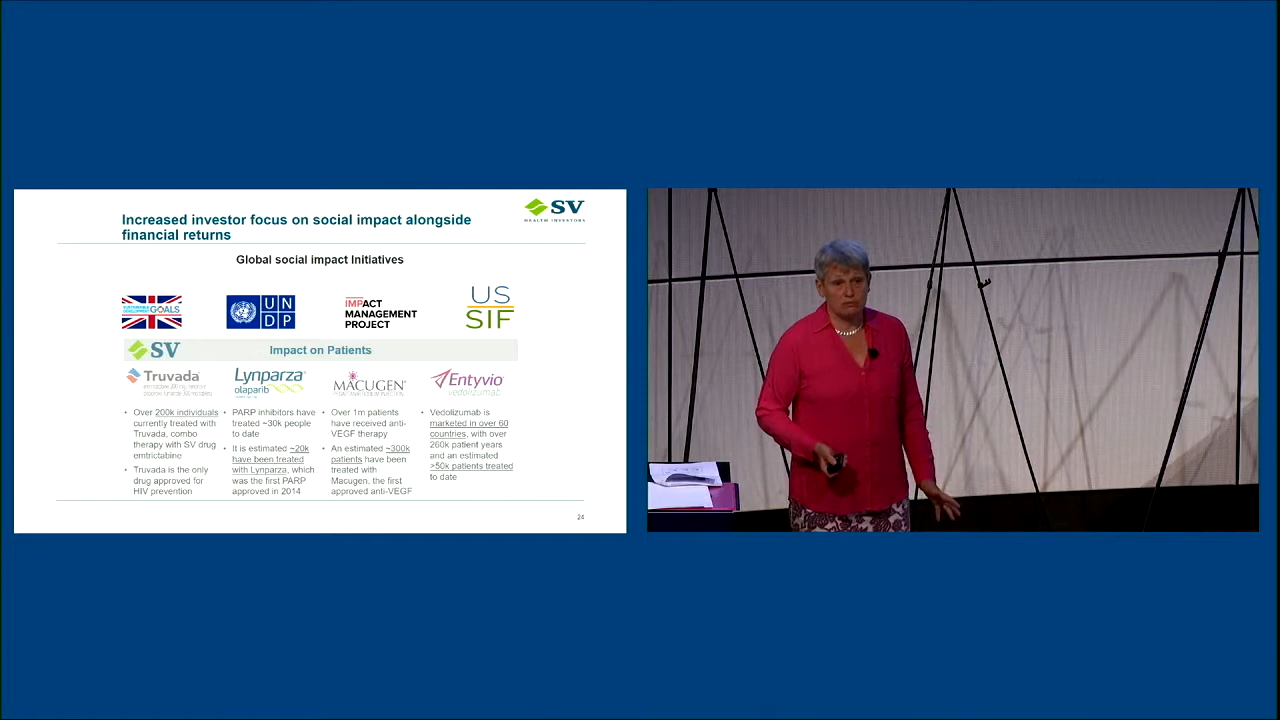 Increased investor focus on social impact alongside
financial returns
SV
HEALTH INVESTORS
Global social impact Initiatives
SUSTAINABLE
DEVELOPMENT GOALS
UN
DP
IMPACT
MANAGEMENT
PROJECT
US
SIF
SV
Impact on Patients
Truvada
Lynparza
olaparib
MACUGEN
Entyvio
vedolizumab
• Over 200k individuals
currently treated with
Truvada, combo
therapy with SV drug
emtricitabine
• Truvada is the only
drug approved for
HIV prevention
• PARP inhibitors have
treated ~30k people
to date
• It is estimated ~20k
have been treated
with Lynparza, which
was the first PARP
approved in 2014
• Over 1m patients
have received anti-
VEGF therapy
• An estimated ~300k
patients have been
treated with
Macugen, the first
approved anti-VEGF
• Vedolizumab is
marketed in over 60
countries, with over
260k patient years
and an estimated
>50k patients treated
to date
24